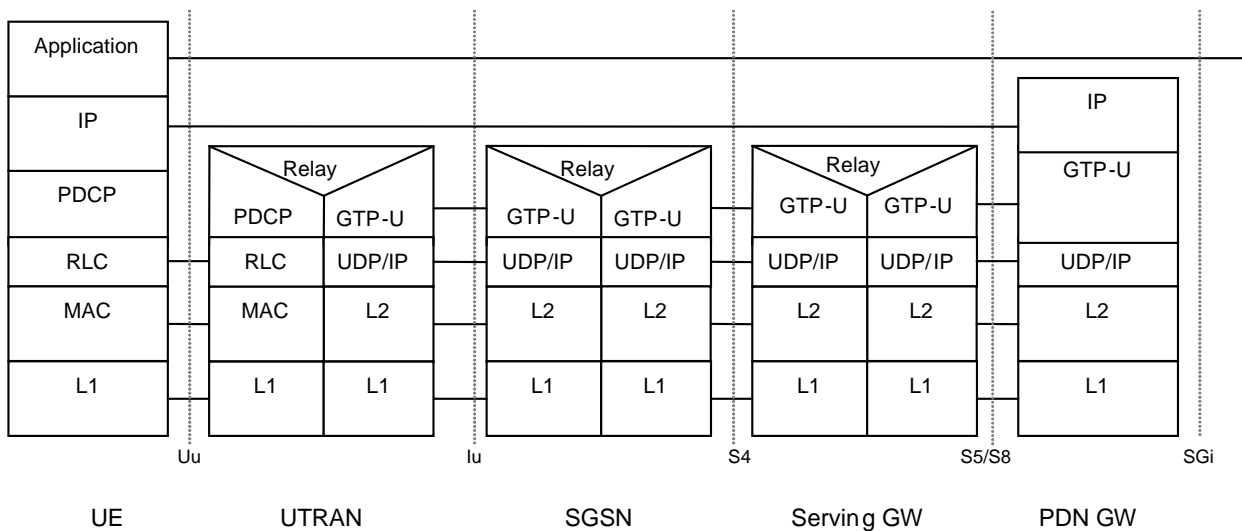 Application
IP
IP
Relay
Relay
Relay
GTP-U
PDCP
PDCP
GTP-U
GTP-U
GTP-U
GTP-U
GTP-U
RLC
RLC
UDP/IP
UDP/IP
UDP/IP
UDP/IP
UDP/IP
UDP/IP
MAC
MAC
L2
L2
L2
L2
L2
L2
L1
L1
L1
L1
L1
L1
L1
L1
Uu
Iu
S4
S5/S8
SGi
UE
UTRAN
SGSN
Serving GW
PDN GW